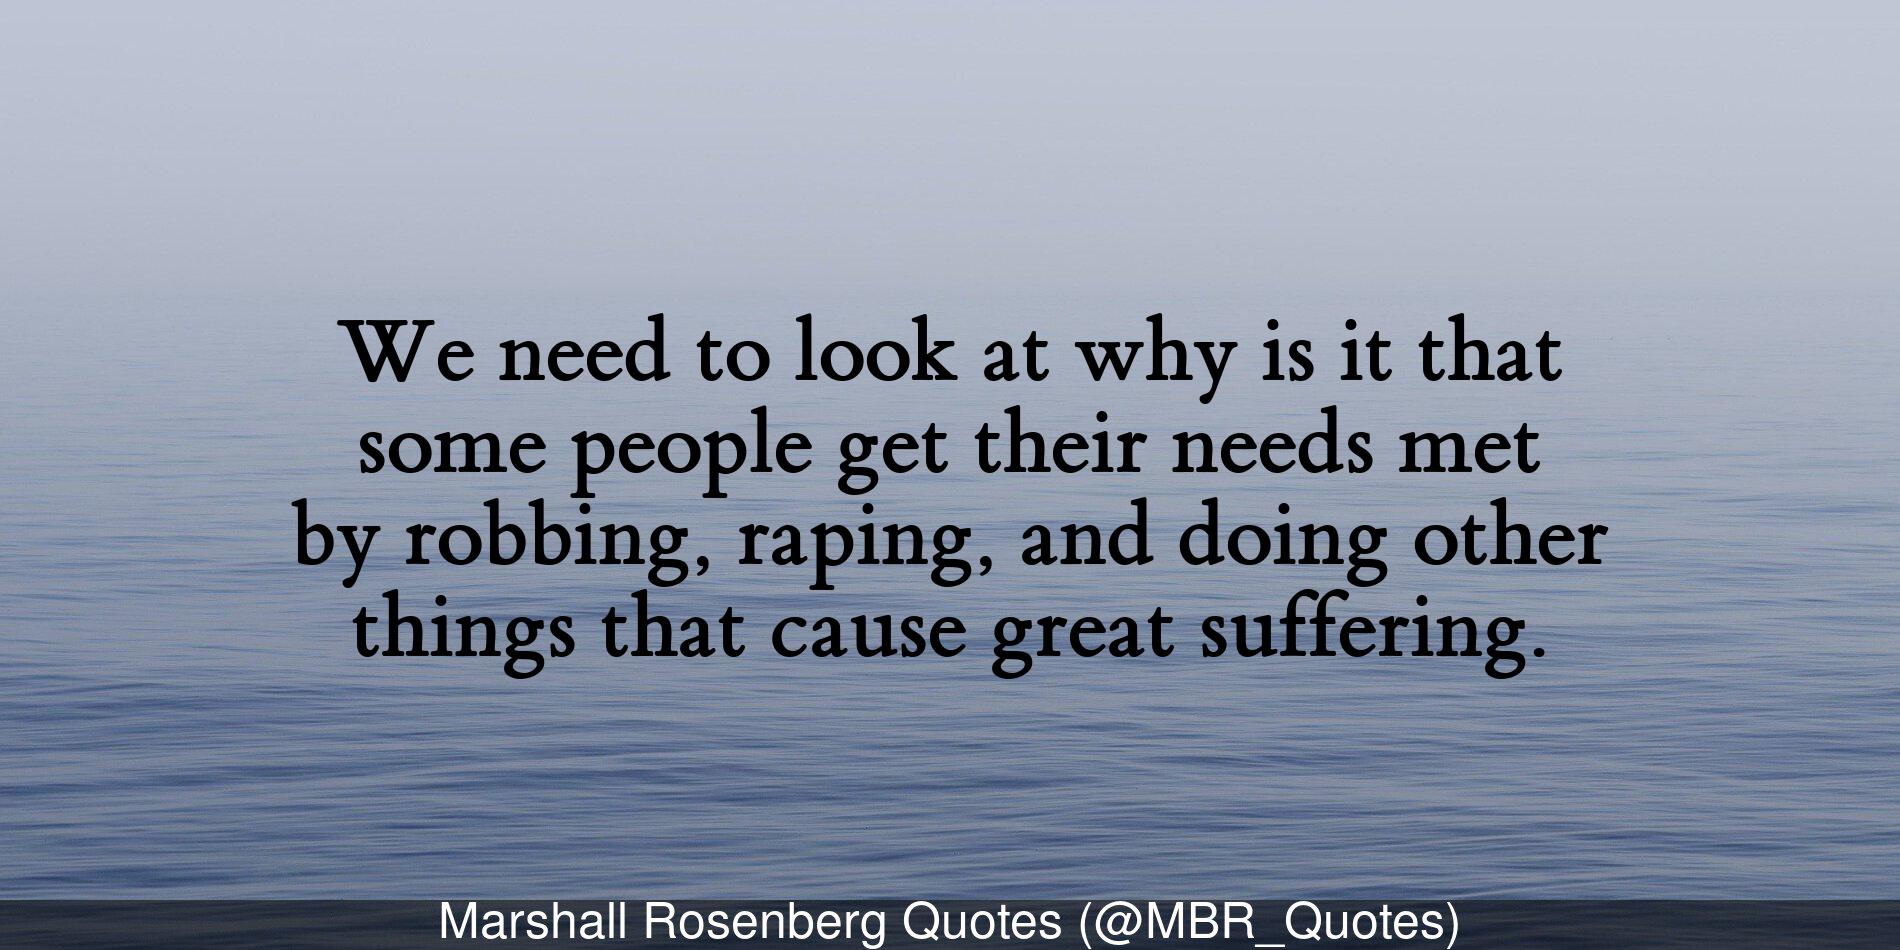 We need to look at why is it that
some people get their needs met
by robbing, raping, and doing other
things that cause great suffering.
Marshall Rosenberg Quotes (@MBR_Quotes)